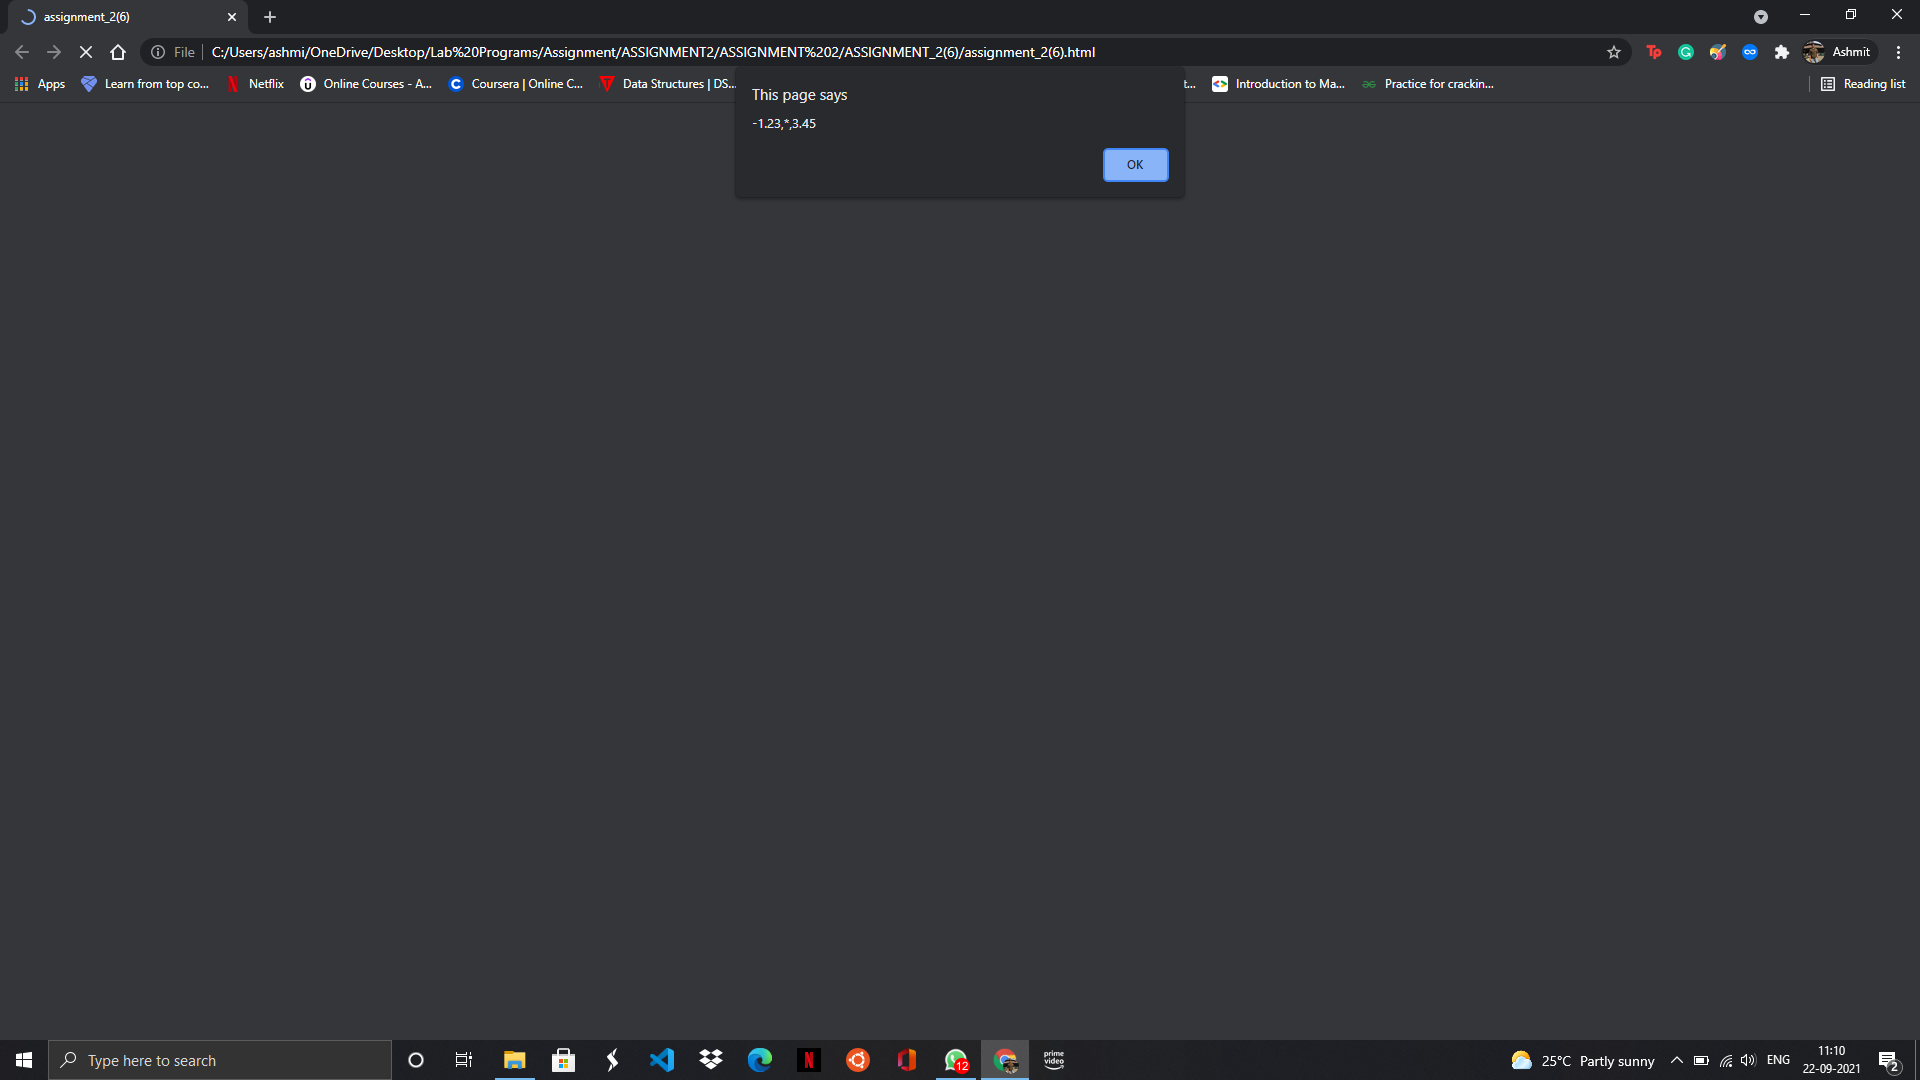 assignment_2(6)
File
C:/Users/ashmi/OneDrive/Desktop/Lab%20Programs/Assignment/ASSIGNMENT2/ASSIGNMENT%202/ASSIGNMENT_2(6)/assignment_2(6).html
Tp
Ashmit
Apps
Learn from top co...
Netflix
Online Courses - A...
Coursera | Online C...
Data Structures | DS...
t...
Introduction to Ma...
Practice for crackin...
Reading list
This page says
-1.23,*,3.45
OK
Type here to search
12
prime video
25°C Partly sunny
ENG
11:10
22-09-2021
2